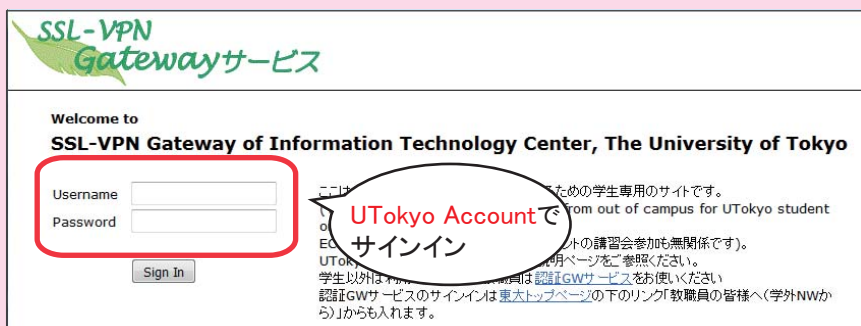 SSL-VPN
Gatewayサービス
Welcome to
SSL-VPN Gateway of Information Technology Center, The University of Tokyo
Username
Password
Sign In
UTokyo Accountで
サインイン
ここは
ための学生専用のサイトです。
from out of campus for UTokyo student
トの講習会参加も無関係です)。
明ページをご参照ください。
学生以外は
員は認証GWサービスをお使いください
認証GWサービスのサインインは東大トップページの下のリンク「教職員の皆様へ(学外NWか
ら)」からも入れます。